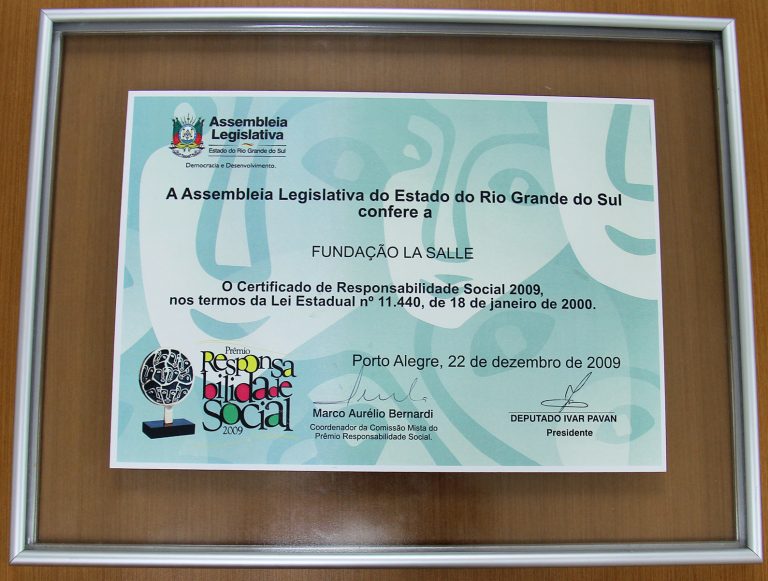 Assembleia
Legislativa
Estado do Rio Grande do Sul
Democracia e Desenvolvimento.
A Assembleia Legislativa do Estado do Rio Grande do Sul
confere a
FUNDAÇÃO LA SALLE
O Certificado de Responsabilidade Social 2009,
nos termos da Lei Estadual nº 11.440, de 18 de janeiro de 2000.
Porto Alegre, 22 de dezembro de 2009
Prêmio
Responsa
bilidade
Social
2009
Marco Aurélio Bernardi
Coordenador da Comissão Mista do
Prêmio Responsabilidade Social.
DEPUTADO IVAR PAVAN
Presidente